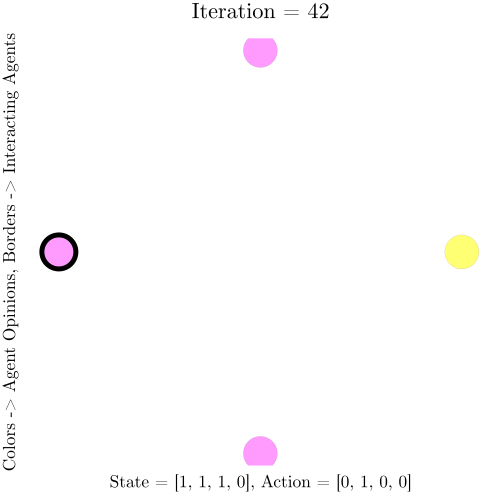 Iteration = 42
Colors -> Agent Opinions, Borders -> Interacting Agents
State = [1, 1, 1, 0], Action = [0, 1, 0, 0]